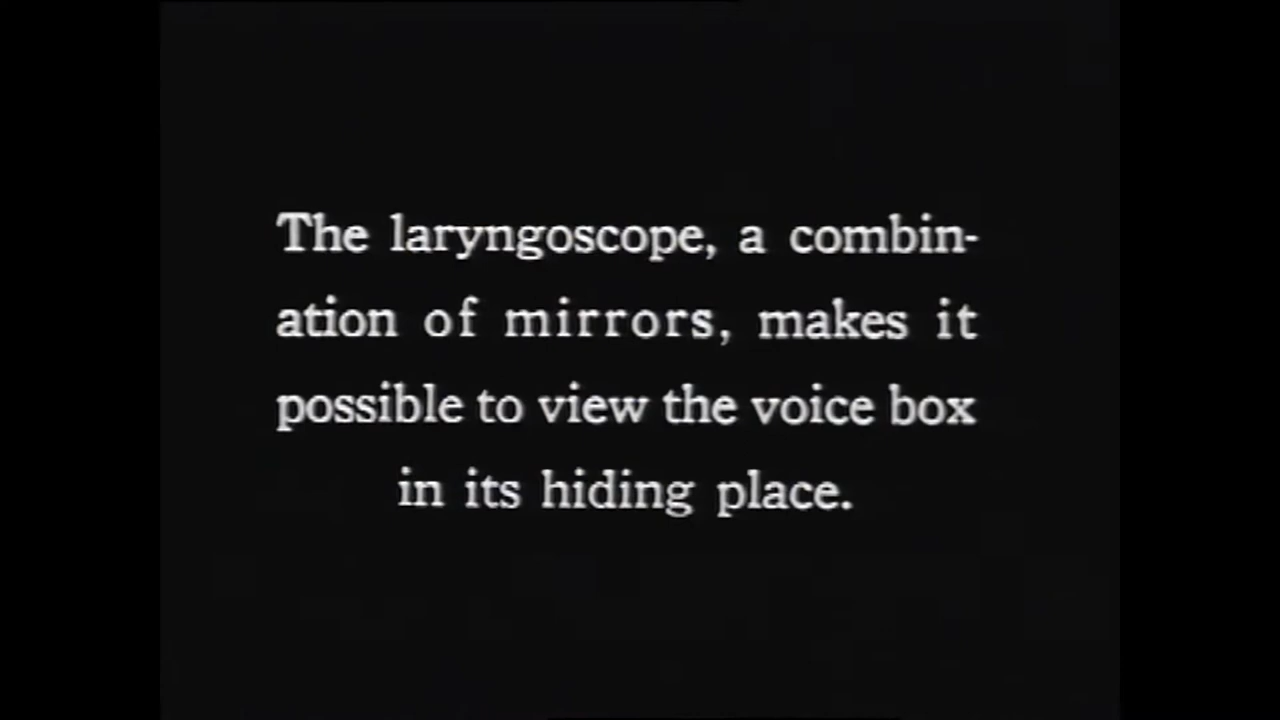 The laryngoscope, a combin-
ation of mirrors, makes it
possible to view the voice box
in its hiding place.